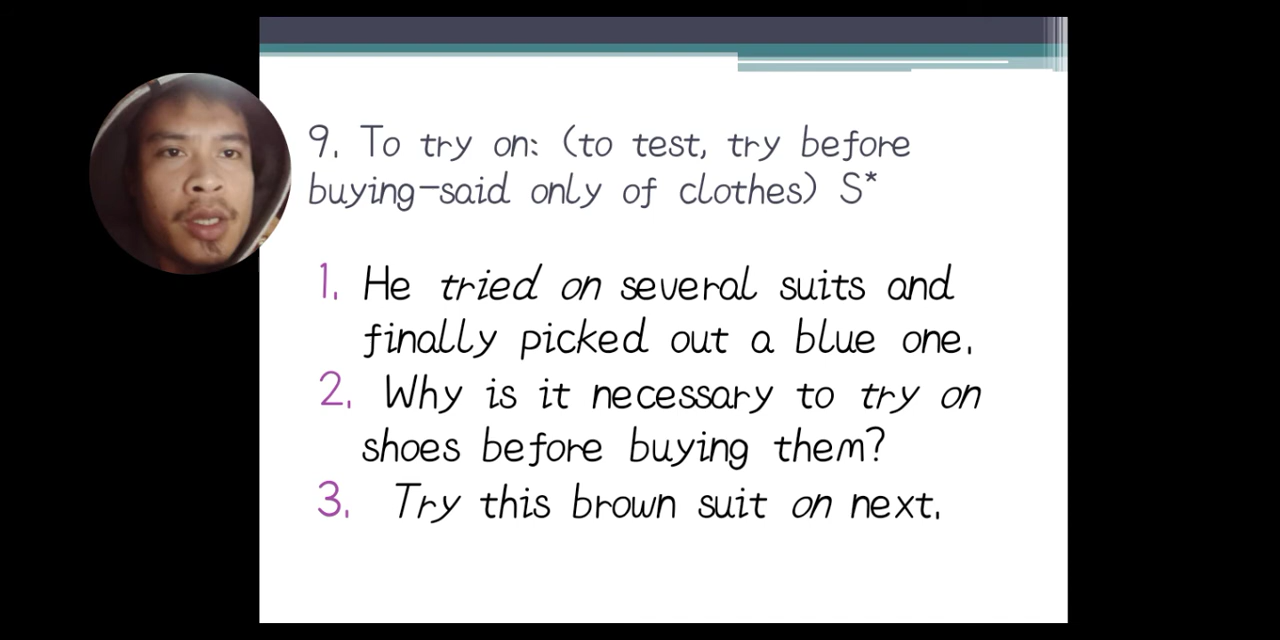 9. To try on: (to test, try before
buying-said only of clothes) S*
1. He tried on several suits and
finally picked out a blue one.
2. Why is it necessary to try on
shoes before buying them?
3. Try this brown suit on next.